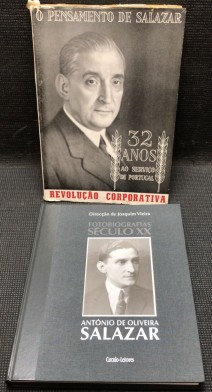 O PENSAMENTO DE SALAZAR
32
ANOS
AO SERVIÇO
DE PORTUGAL
REVOLUÇÃO CORPORATIVA
Direcção de Joaquim Vieira
FOTOBIOGRAFIAS
SÉCULO XX
ANTÓNIO DE OLIVEIRA
SALAZAR
Círculo-Leitores